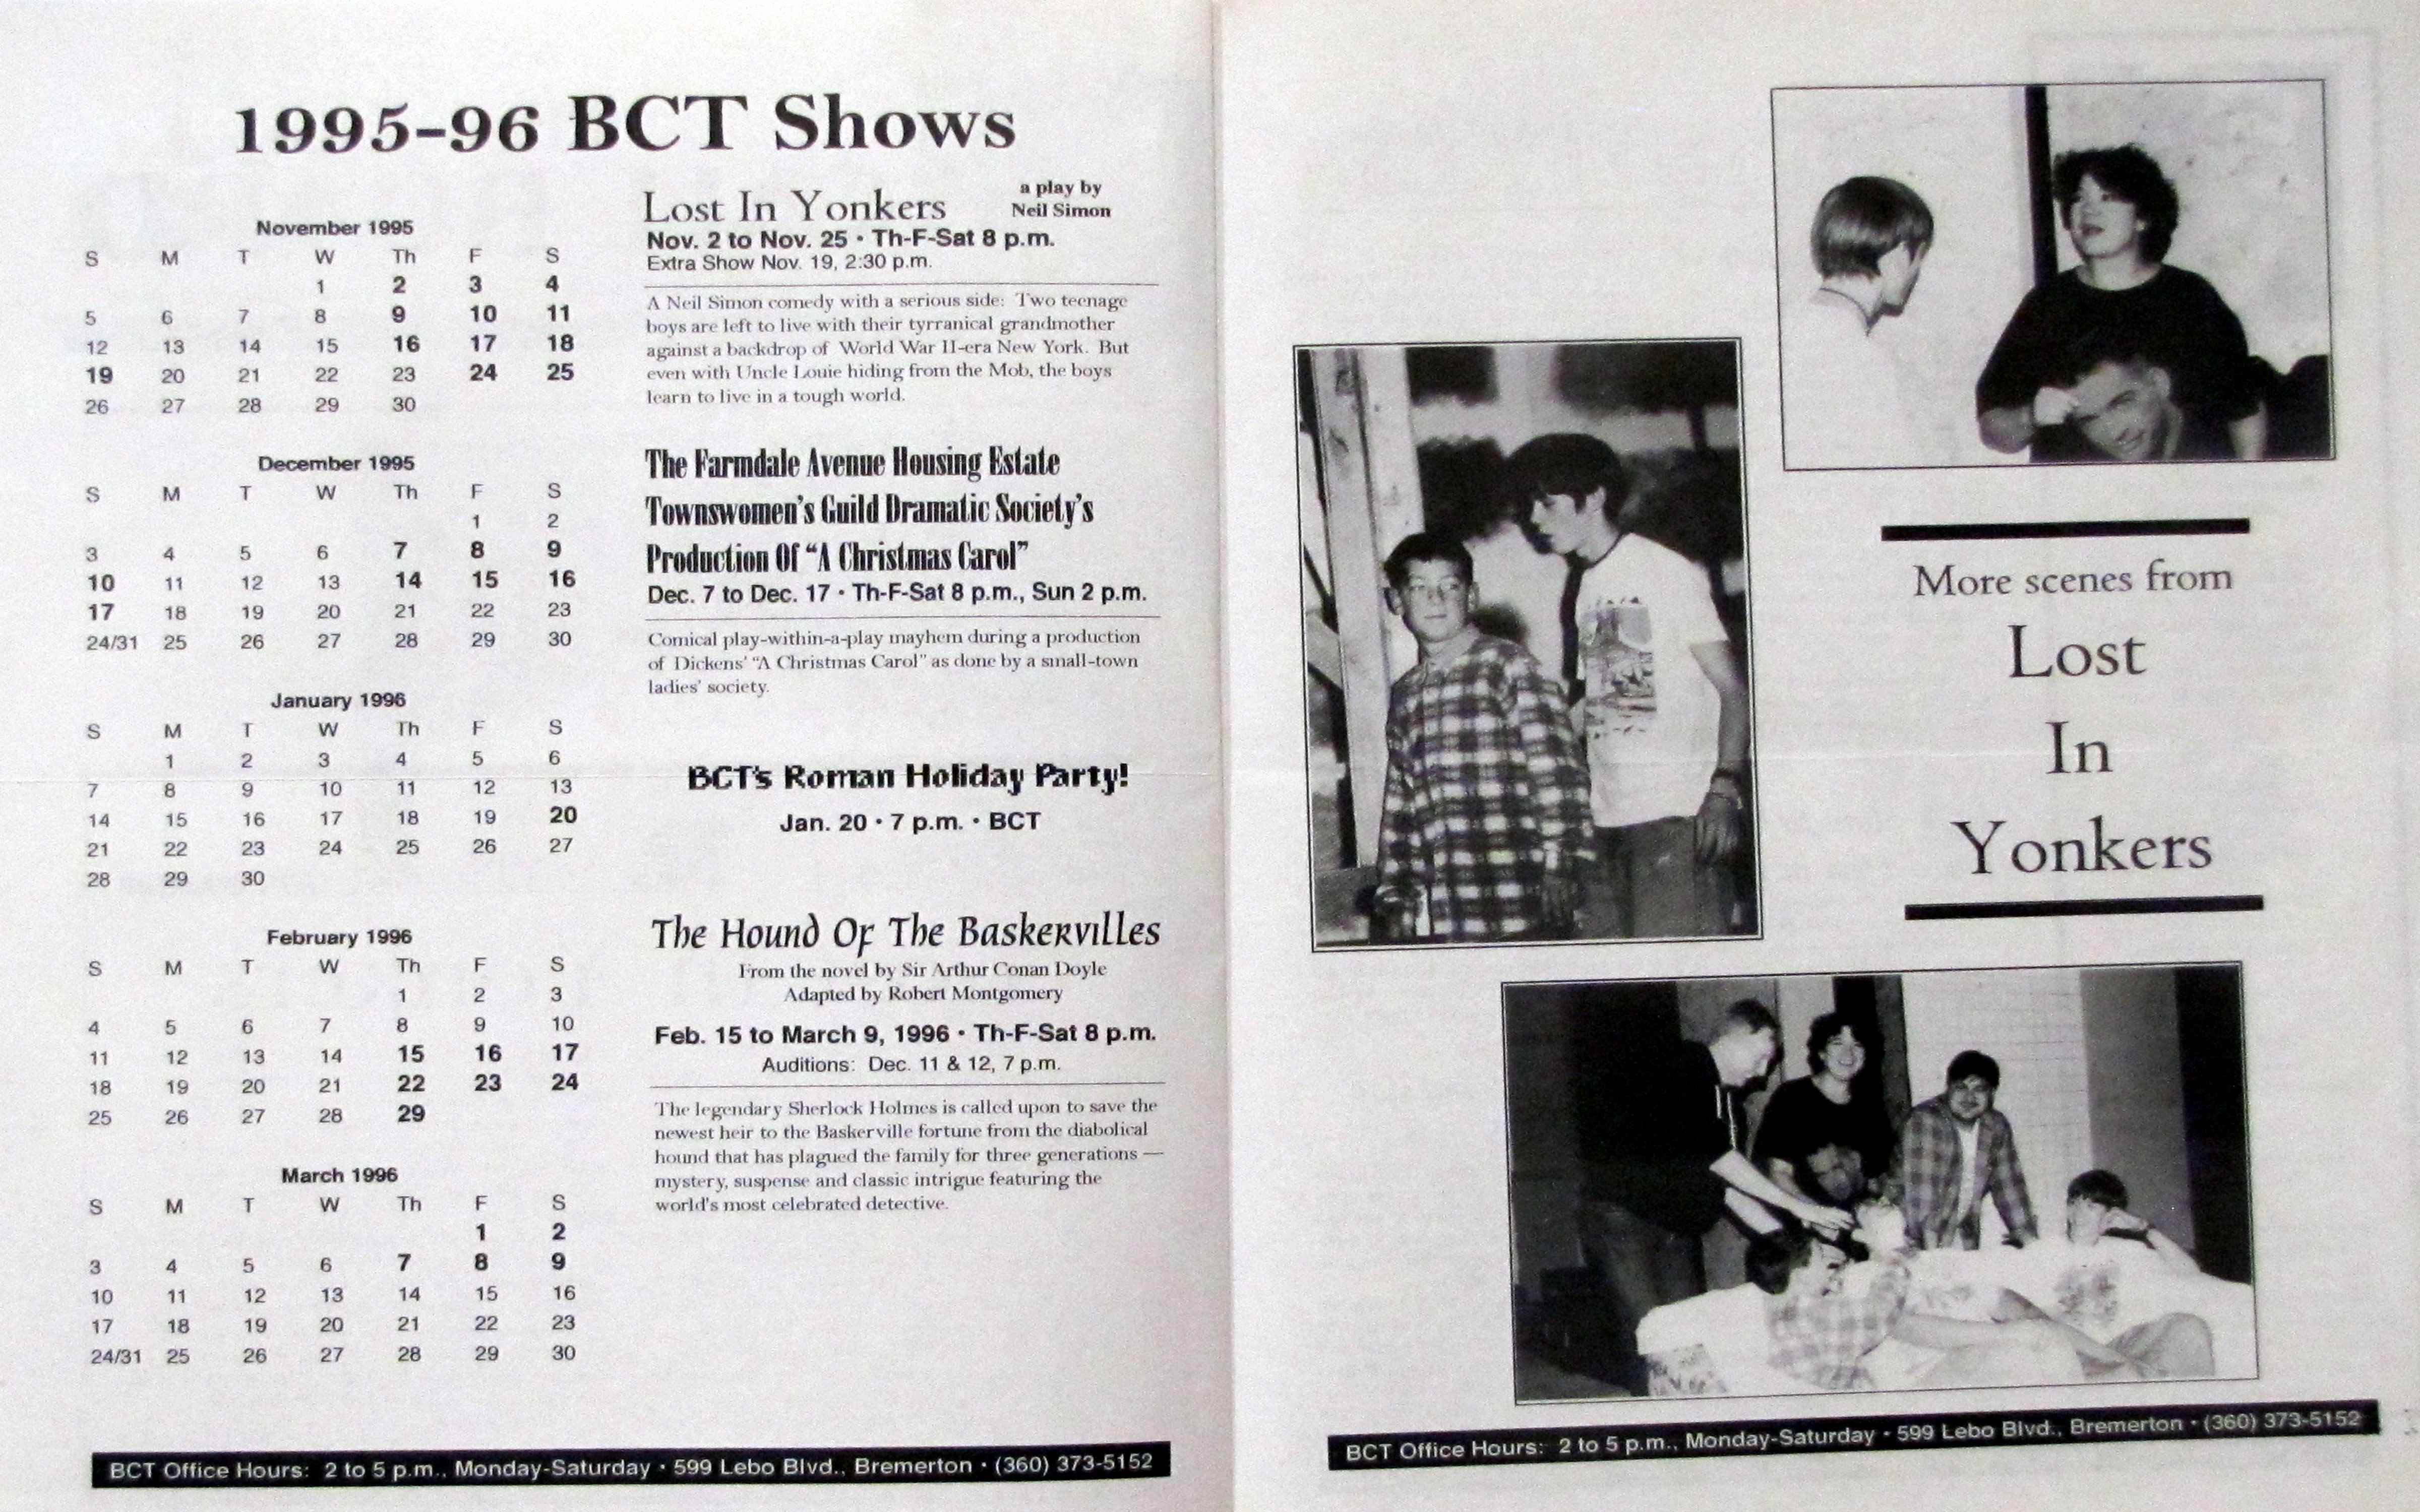 1995-96 BCT Shows
November 1995
S M T W Th F S
1 2 3 4
5 6 7 8 9 10 11
12 13 14 15 16 17 18
19 20 21 22 23 24 25
26 27 28 29 30
December 1995
S M T W Th F S
1 2
3 4 5 6 7 8 9
10 11 12 13 14 15 16
17 18 19 20 21 22 23
24/31 25 26 27 28 29 30
January 1996
S M T W Th F S
1 2 3 4 5 6
7 8 9 10 11 12 13
14 15 16 17 18 19 20
21 22 23 24 25 26 27
28 29 30
February 1996
S M T W Th F S
1 2 3
4 5 6 7 8 9 10
11 12 13 14 15 16 17
18 19 20 21 22 23 24
25 26 27 28 29
March 1996
S M T W Th F S
1 2
3 4 5 6 7 8 9
10 11 12 13 14 15 16
17 18 19 20 21 22 23
24/31 25 26 27 28 29 30
Lost In Yonkers
a play by
Neil Simon
Nov. 2 to Nov. 25 • Th-F-Sat 8 p.m.
Extra Show Nov. 19, 2:30 p.m.
A Neil Simon comedy with a serious side: Two teenage
boys are left to live with their tyrranical grandmother
against a backdrop of World War II-era New York. But
even with Uncle Louie hiding from the Mob, the boys
learn to live in a tough world.
The Farmdale Avenue Housing Estate
Townswomen's Guild Dramatic Society's
Production Of "A Christmas Carol"
Dec. 7 to Dec. 17 • Th-F-Sat 8 p.m., Sun 2 p.m.
Comical play-within-a-play mayhem during a production
of Dickens' "A Christmas Carol" as done by a small-town
ladies' society.
BCT's Roman Holiday Party!
Jan. 20 • 7 p.m. • BCT
The Hound Of The Baskervilles
From the novel by Sir Arthur Conan Doyle
Adapted by Robert Montgomery
Feb. 15 to March 9, 1996 • Th-F-Sat 8 p.m.
Auditions: Dec. 11 & 12, 7 p.m.
The legendary Sherlock Holmes is called upon to save the
newest heir to the Baskerville fortune from the diabolical
hound that has plagued the family for three generations —
mystery, suspense and classic intrigue featuring the
world's most celebrated detective.
BCT Office Hours: 2 to 5 p.m., Monday-Saturday • 599 Lebo Blvd., Bremerton • (360) 373-5152
More scenes from
Lost
In
Yonkers
BCT Office Hours: 2 to 5 p.m., Monday-Saturday • 599 Lebo Blvd., Bremerton • (360) 373-5152